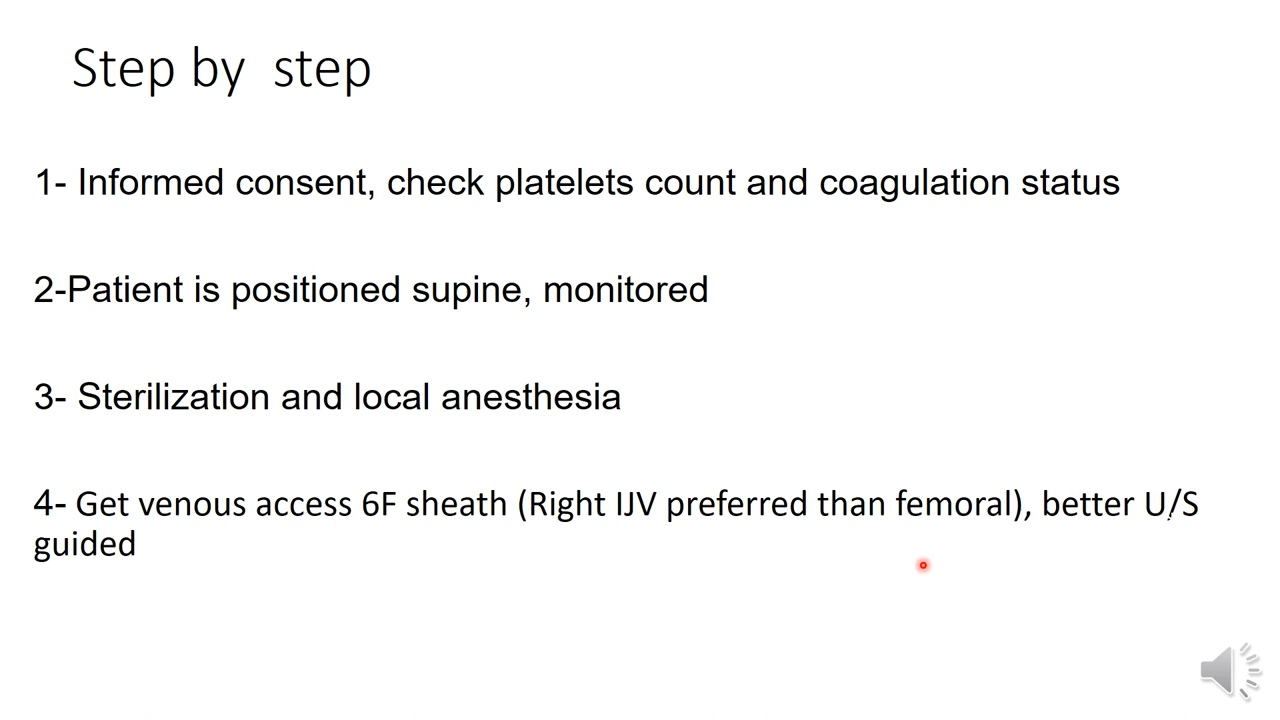 Step by  step
1- Informed consent, check platelets count and coagulation status
2-Patient is positioned supine, monitored
3- Sterilization and local anesthesia
4- Get venous access 6F sheath (Right IJV preferred than femoral), better U/S
guided